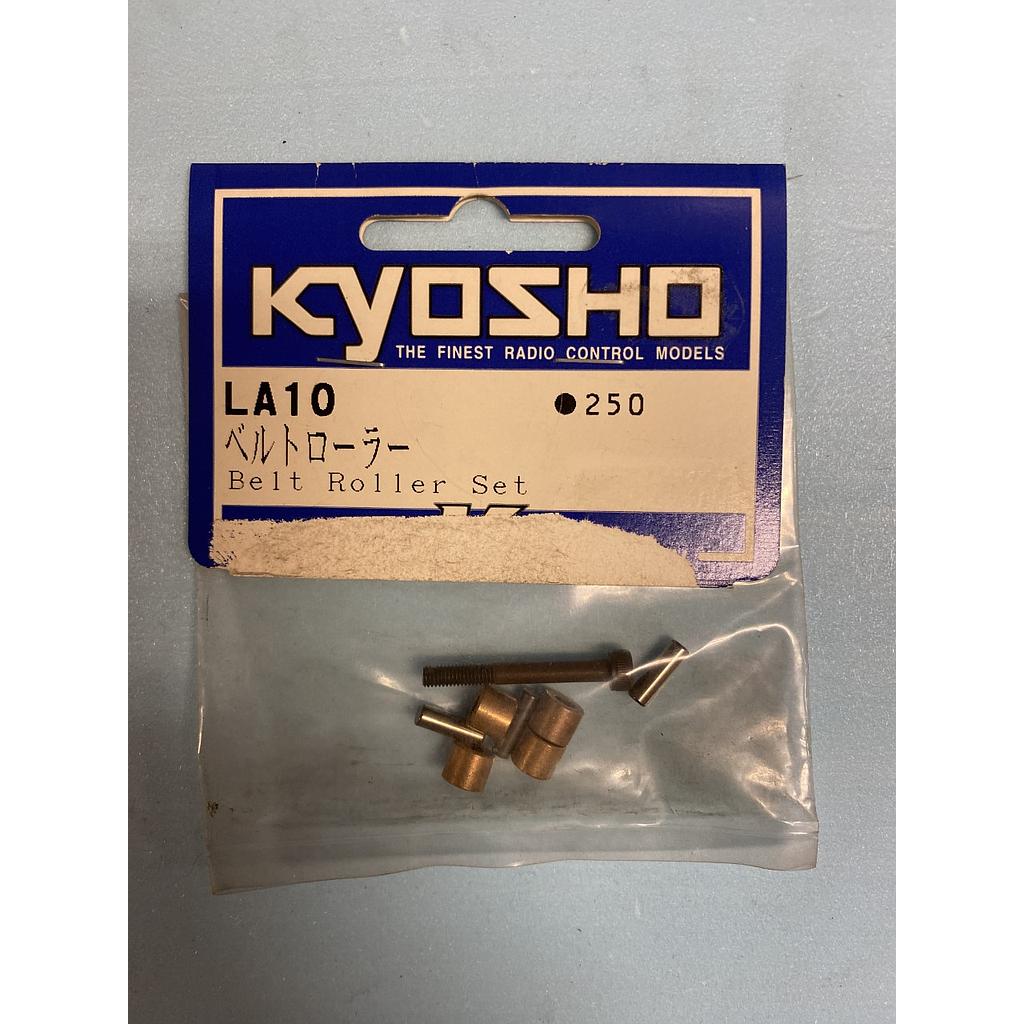 KYOSHO
THE FINEST RADIO CONTROL MODELS
LA10 ●250
ベルトローラー
Belt Roller Set